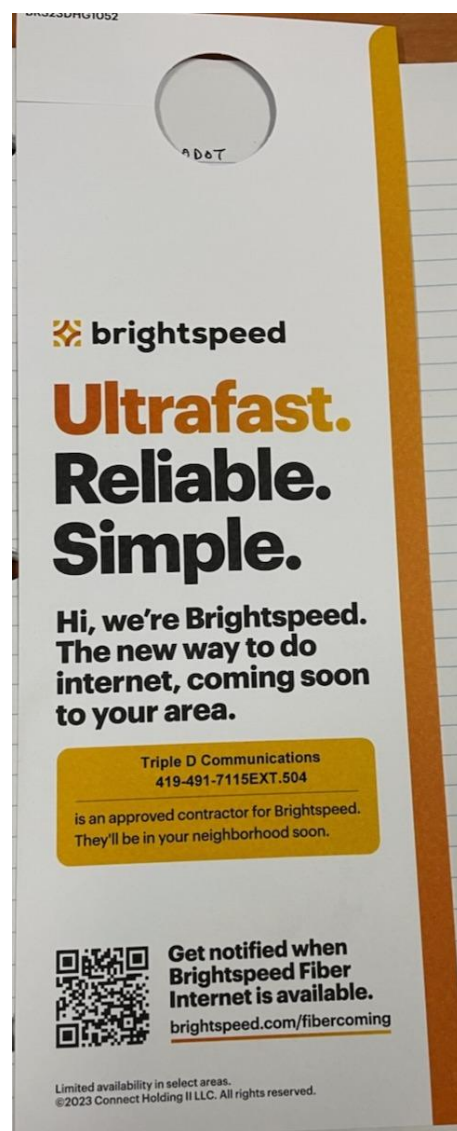 BRS23DHG1052
ADOT
brightspeed
Ultrafast.
Reliable.
Simple.
Hi, we're Brightspeed.
The new way to do
internet, coming soon
to your area.
Triple D Communications
419-491-7115EXT.504
is an approved contractor for Brightspeed.
They'll be in your neighborhood soon.
Get notified when
Brightspeed Fiber
Internet is available.
brightspeed.com/fibercoming
Limited availability in select areas.
©2023 Connect Holding II LLC. All rights reserved.